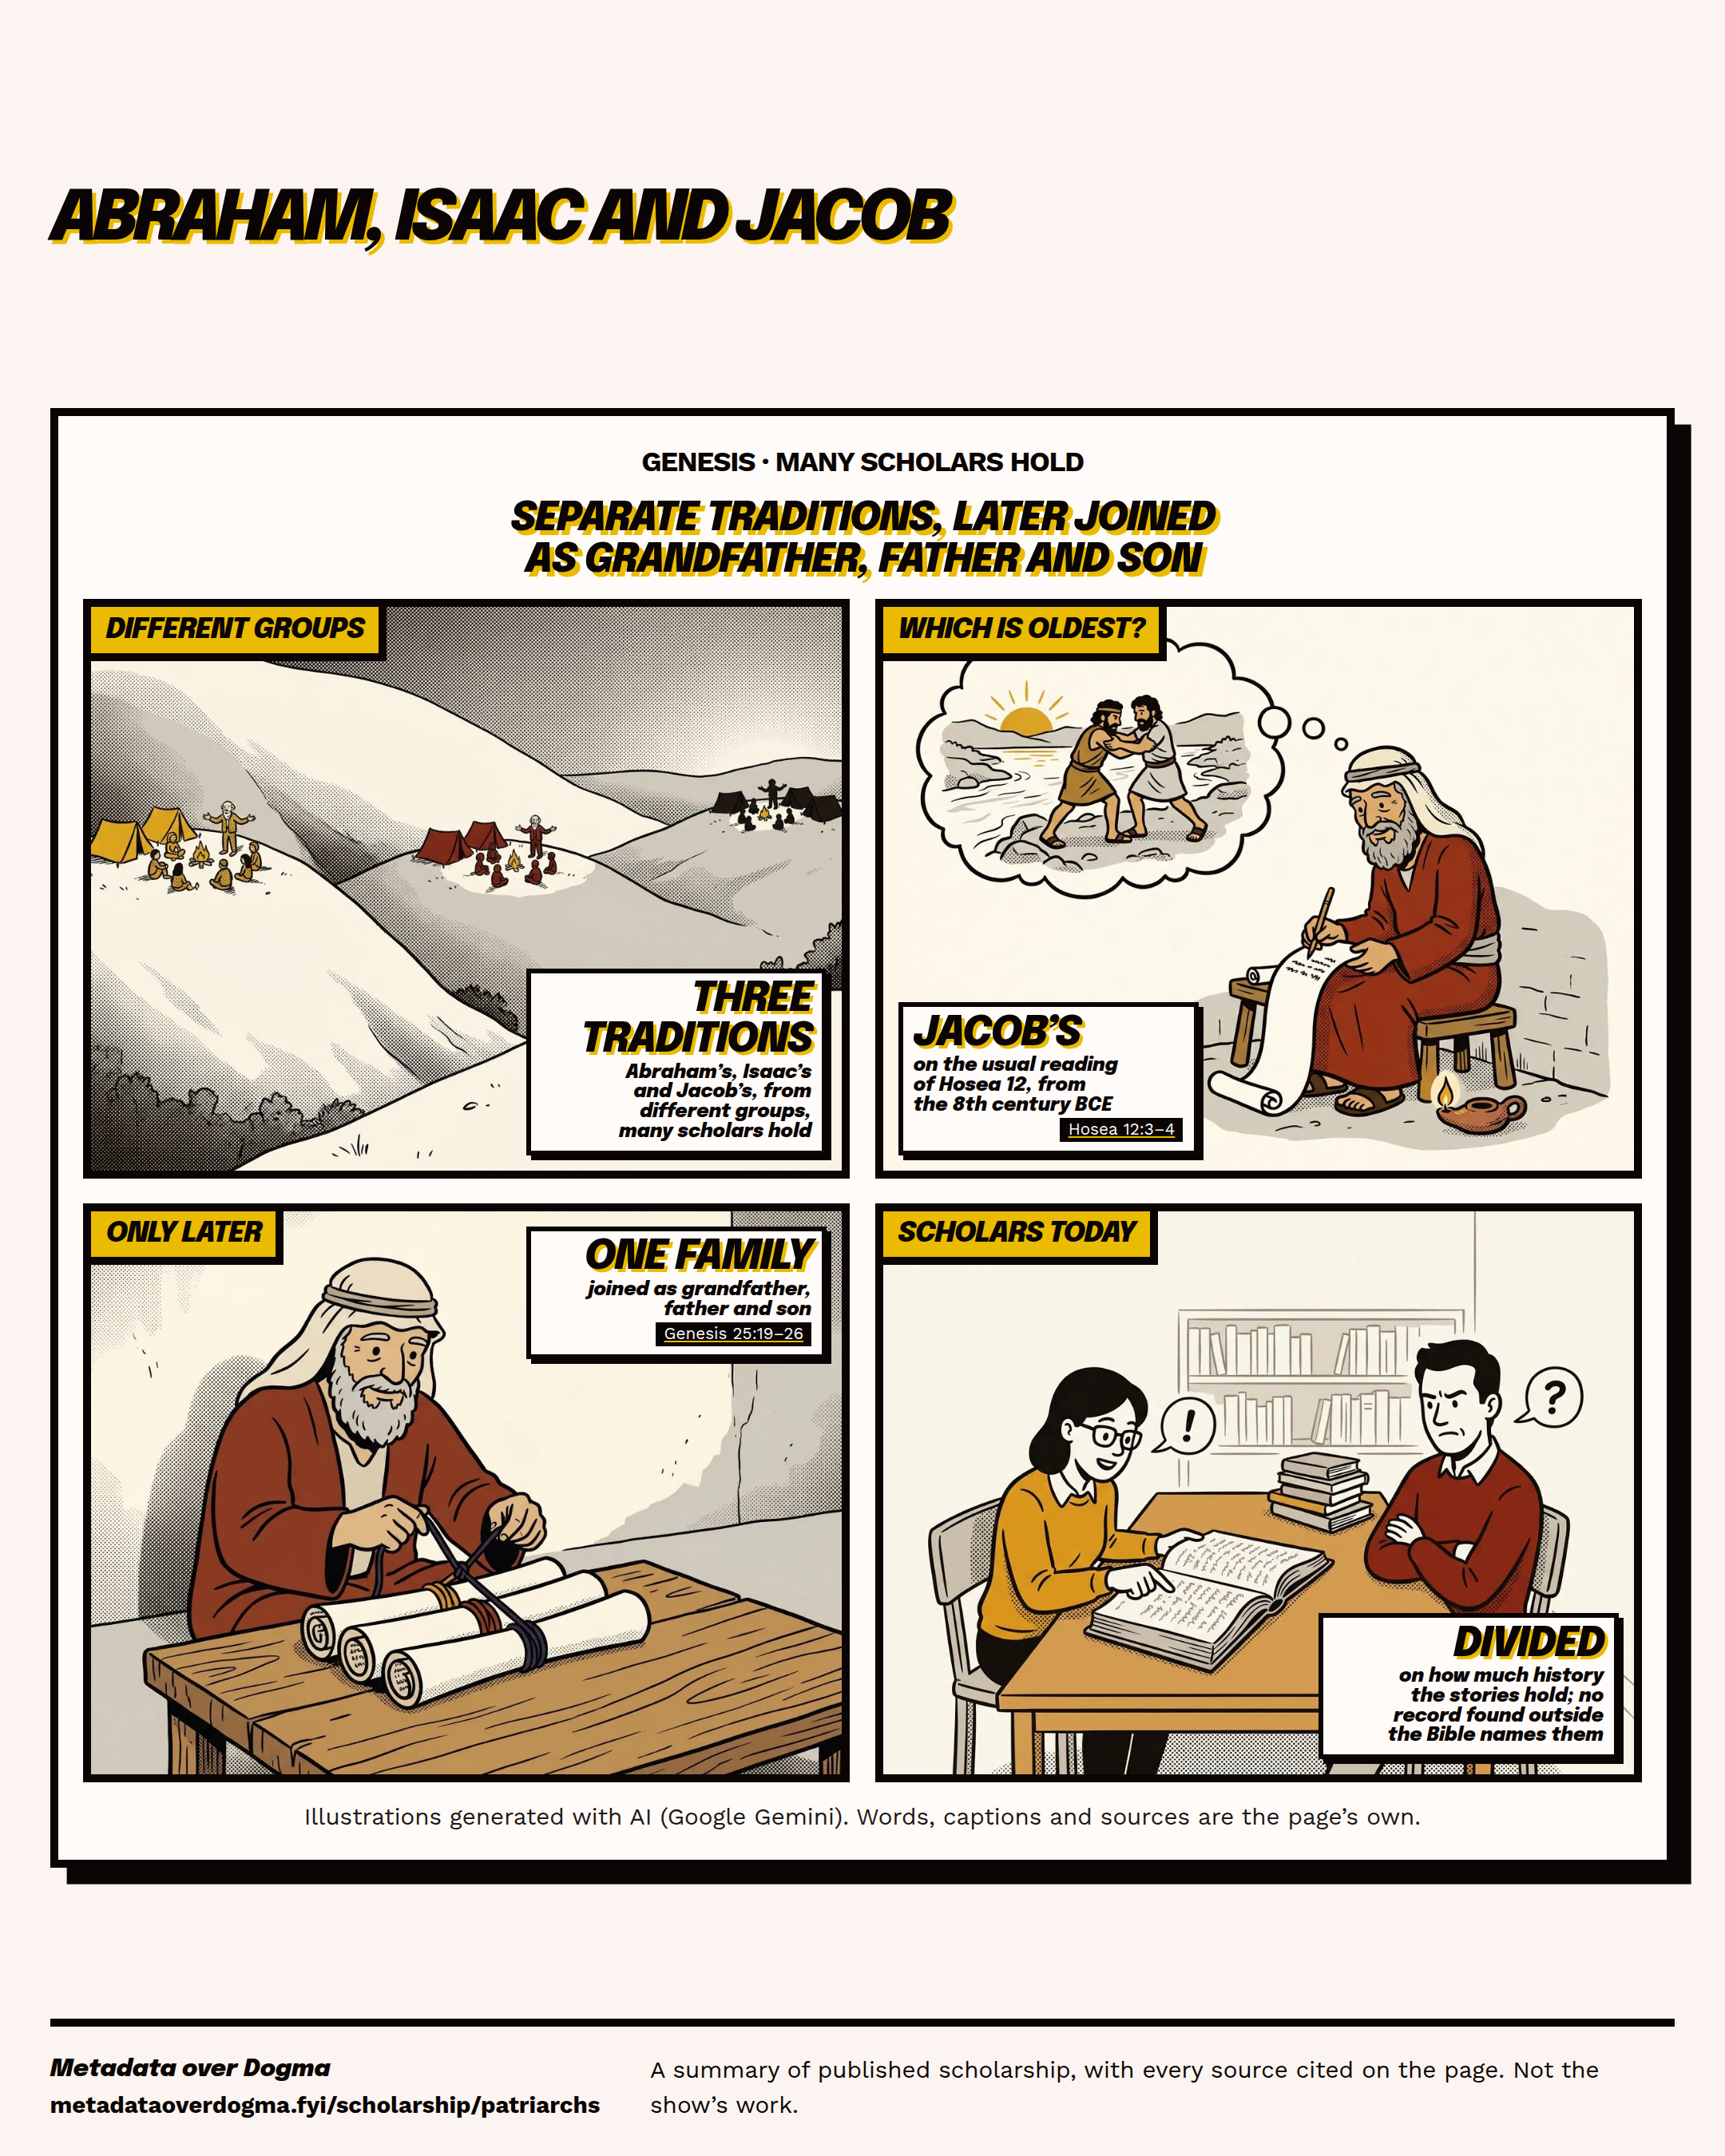 ABRAHAM, ISAAC AND JACOB
GENESIS · MANY SCHOLARS HOLD
SEPARATE TRADITIONS, LATER JOINED
AS GRANDFATHER, FATHER AND SON
DIFFERENT GROUPS
THREE
TRADITIONS
Abraham’s, Isaac’s
and Jacob’s, from
different groups,
many scholars hold
WHICH IS OLDEST?
JACOB’S
on the usual reading
of Hosea 12, from
the 8th century BCE
Hosea 12:3–4
ONLY LATER
ONE FAMILY
joined as grandfather,
father and son
Genesis 25:19–26
SCHOLARS TODAY
!
?
DIVIDED
on how much history
the stories hold; no
record found outside
the Bible names them
Illustrations generated with AI (Google Gemini). Words, captions and sources are the page’s own.
Metadata over Dogma
metadataoverdogma.fyi/scholarship/patriarchs
A summary of published scholarship, with every source cited on the page. Not the
show’s work.